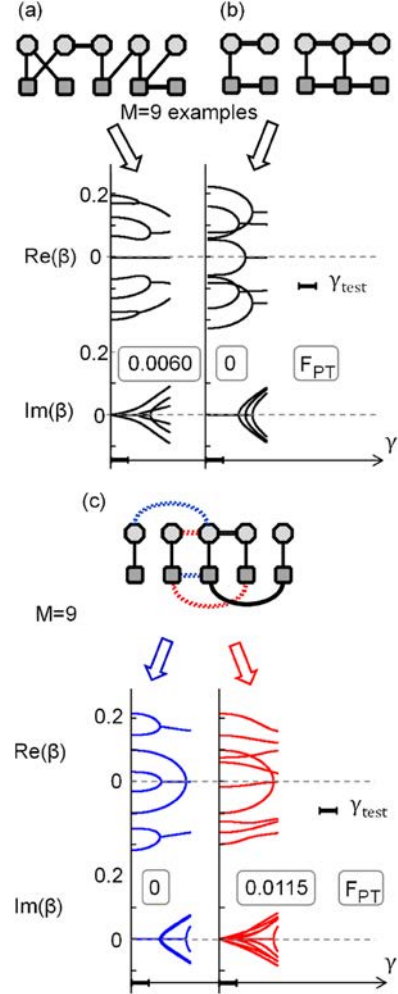 (a) (b)
M=9 examples
0.2
Re(β) 0
γtest
0.2
0.0060 0 FPT
Im(β) 0
γ
(c)
M=9
0.2
Re(β) 0
γtest
0.2
0 0.0115 FPT
Im(β) 0
γ